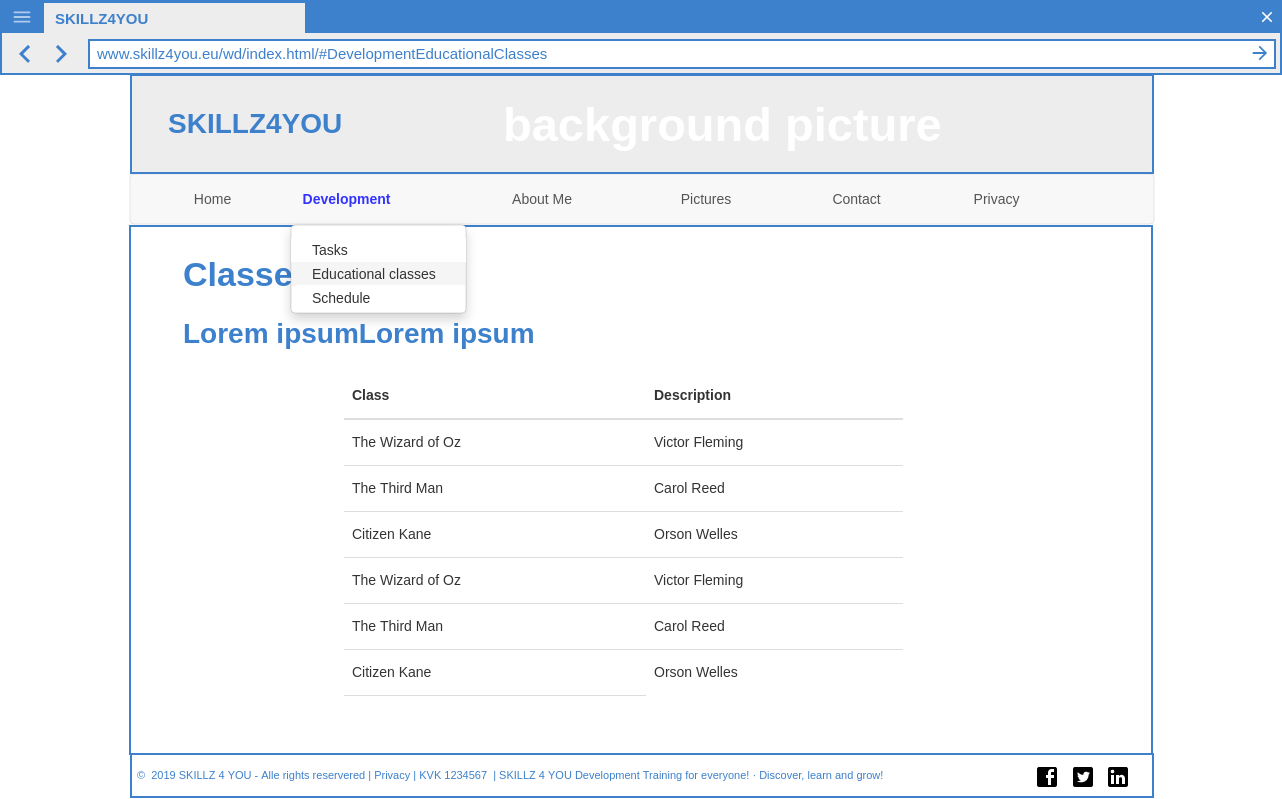 SKILLZ4YOU
www.skillz4you.eu/wd/index.html/#DevelopmentEducationalClasses
SKILLZ4YOU background picture
Home Development About Me Pictures Contact Privacy
Tasks
Educational classes
Schedule
Classe
Lorem ipsumLorem ipsum
Class Description
The Wizard of Oz Victor Fleming
The Third Man Carol Reed
Citizen Kane Orson Welles
The Wizard of Oz Victor Fleming
The Third Man Carol Reed
Citizen Kane Orson Welles
© 2019 SKILLZ 4 YOU - Alle rights reservered | Privacy | KVK 1234567 | SKILLZ 4 YOU Development Training for everyone! · Discover, learn and grow!